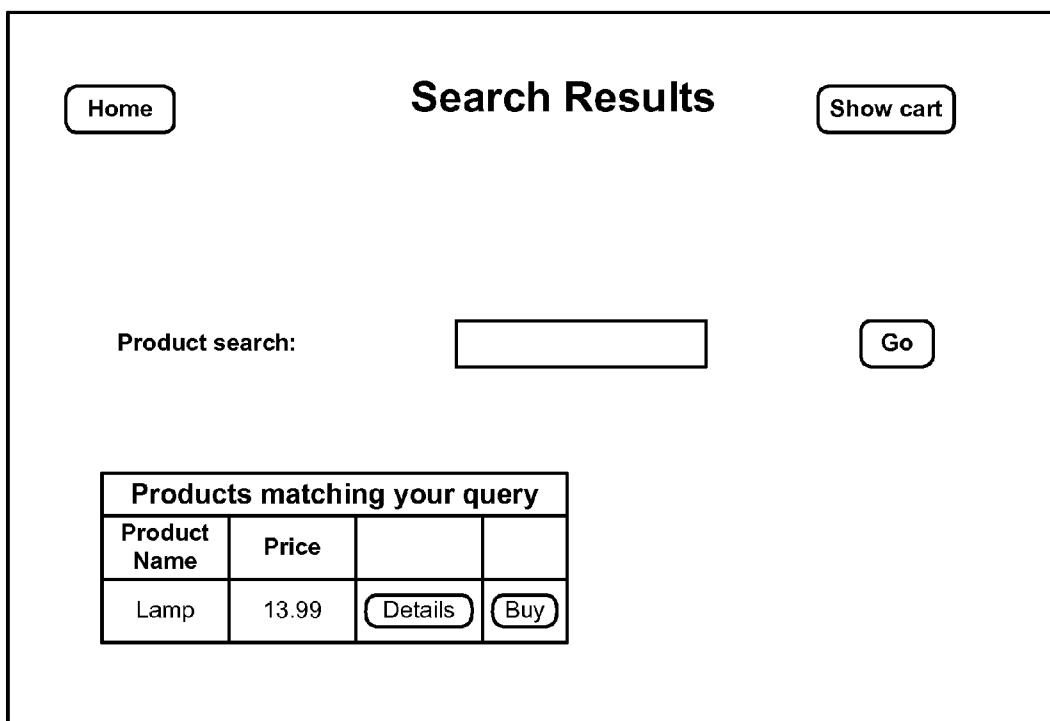 Home
Search Results
Show cart
Product search:
Go
Products matching your query
Product
Name
Price
Lamp
13.99
Details
Buy